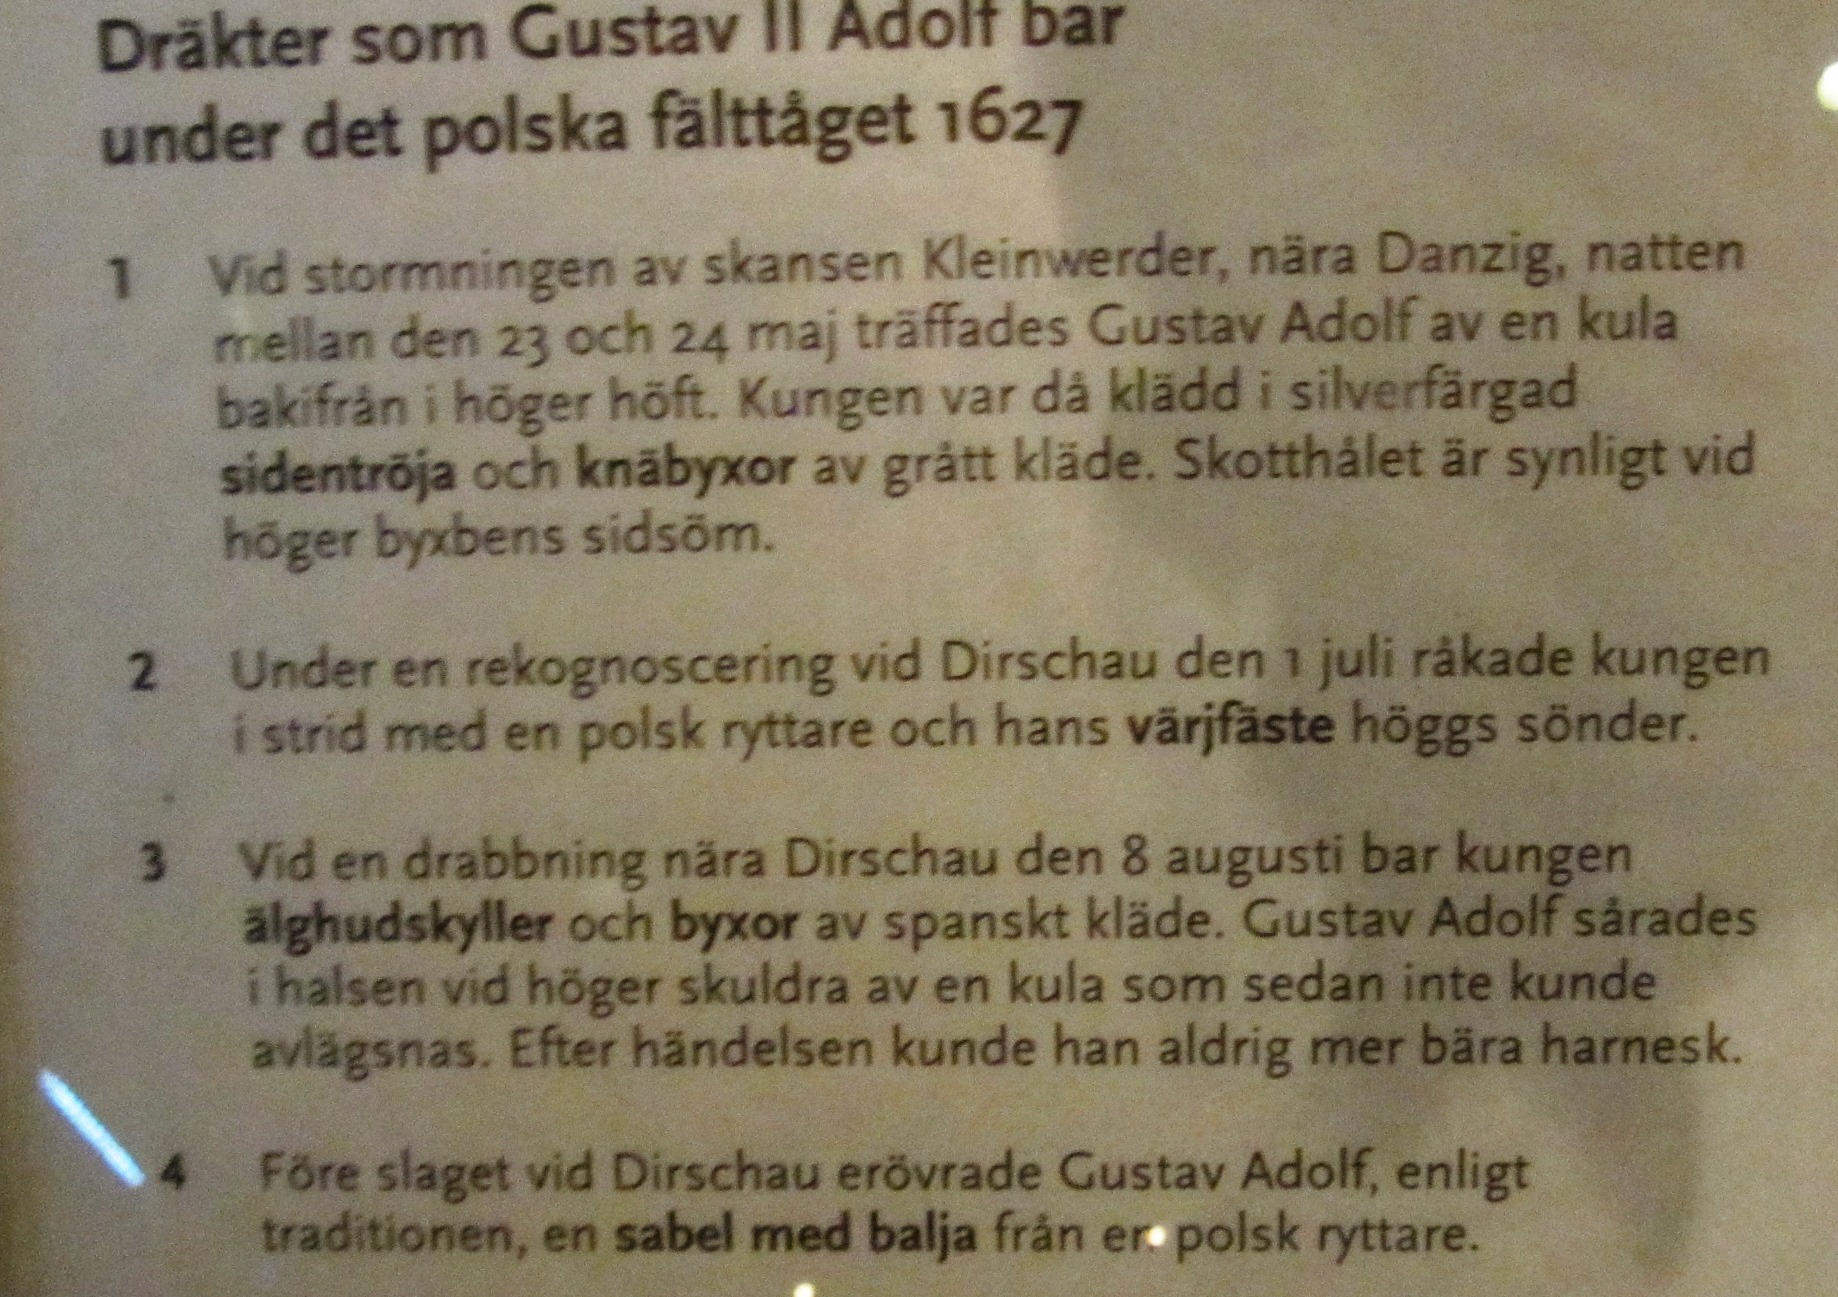 Dräkter som Gustav II Adolf bar
under det polska fälttåget 1627
1 Vid stormningen av skansen Kleinwerder, nära Danzig, natten
mellan den 23 och 24 maj träffades Gustav Adolf av en kula
bakifrån i höger höft. Kungen var då klädd i silverfärgad
sidentröja och knäbyxor av grått kläde. Skotthålet är synligt vid
höger byxbens sidsöm.
2 Under en rekognoscering vid Dirschau den 1 juli råkade kungen
i strid med en polsk ryttare och hans värjfäste höggs sönder.
3 Vid en drabbning nära Dirschau den 8 augusti bar kungen
älghudskyller och byxor av spanskt kläde. Gustav Adolf sårades
i halsen vid höger skuldra av en kula som sedan inte kunde
avlägsnas. Efter händelsen kunde han aldrig mer bära harnesk.
4 Före slaget vid Dirschau erövrade Gustav Adolf, enligt
traditionen, en sabel med balja från en polsk ryttare.